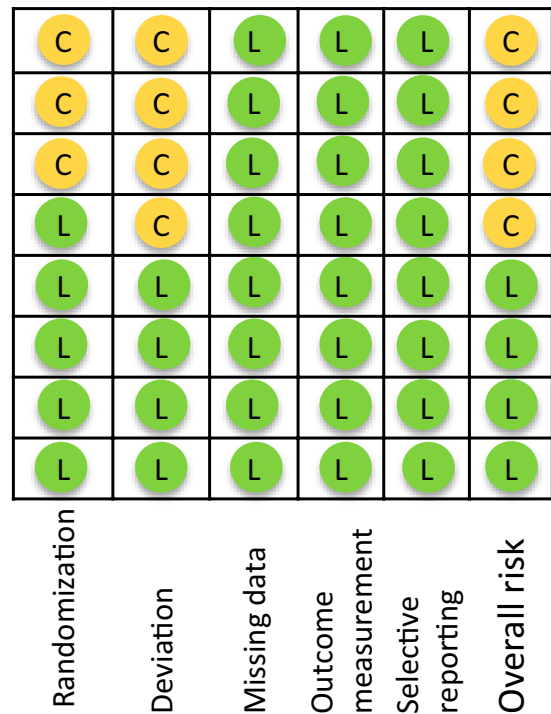 C C L L L C
C C L L L C
C C L L L C
L C L L L C
L L L L L L
L L L L L L
L L L L L L
L L L L L L
Randomization
Deviation
Missing data
Outcome
measurement
Selective
reporting
Overall risk